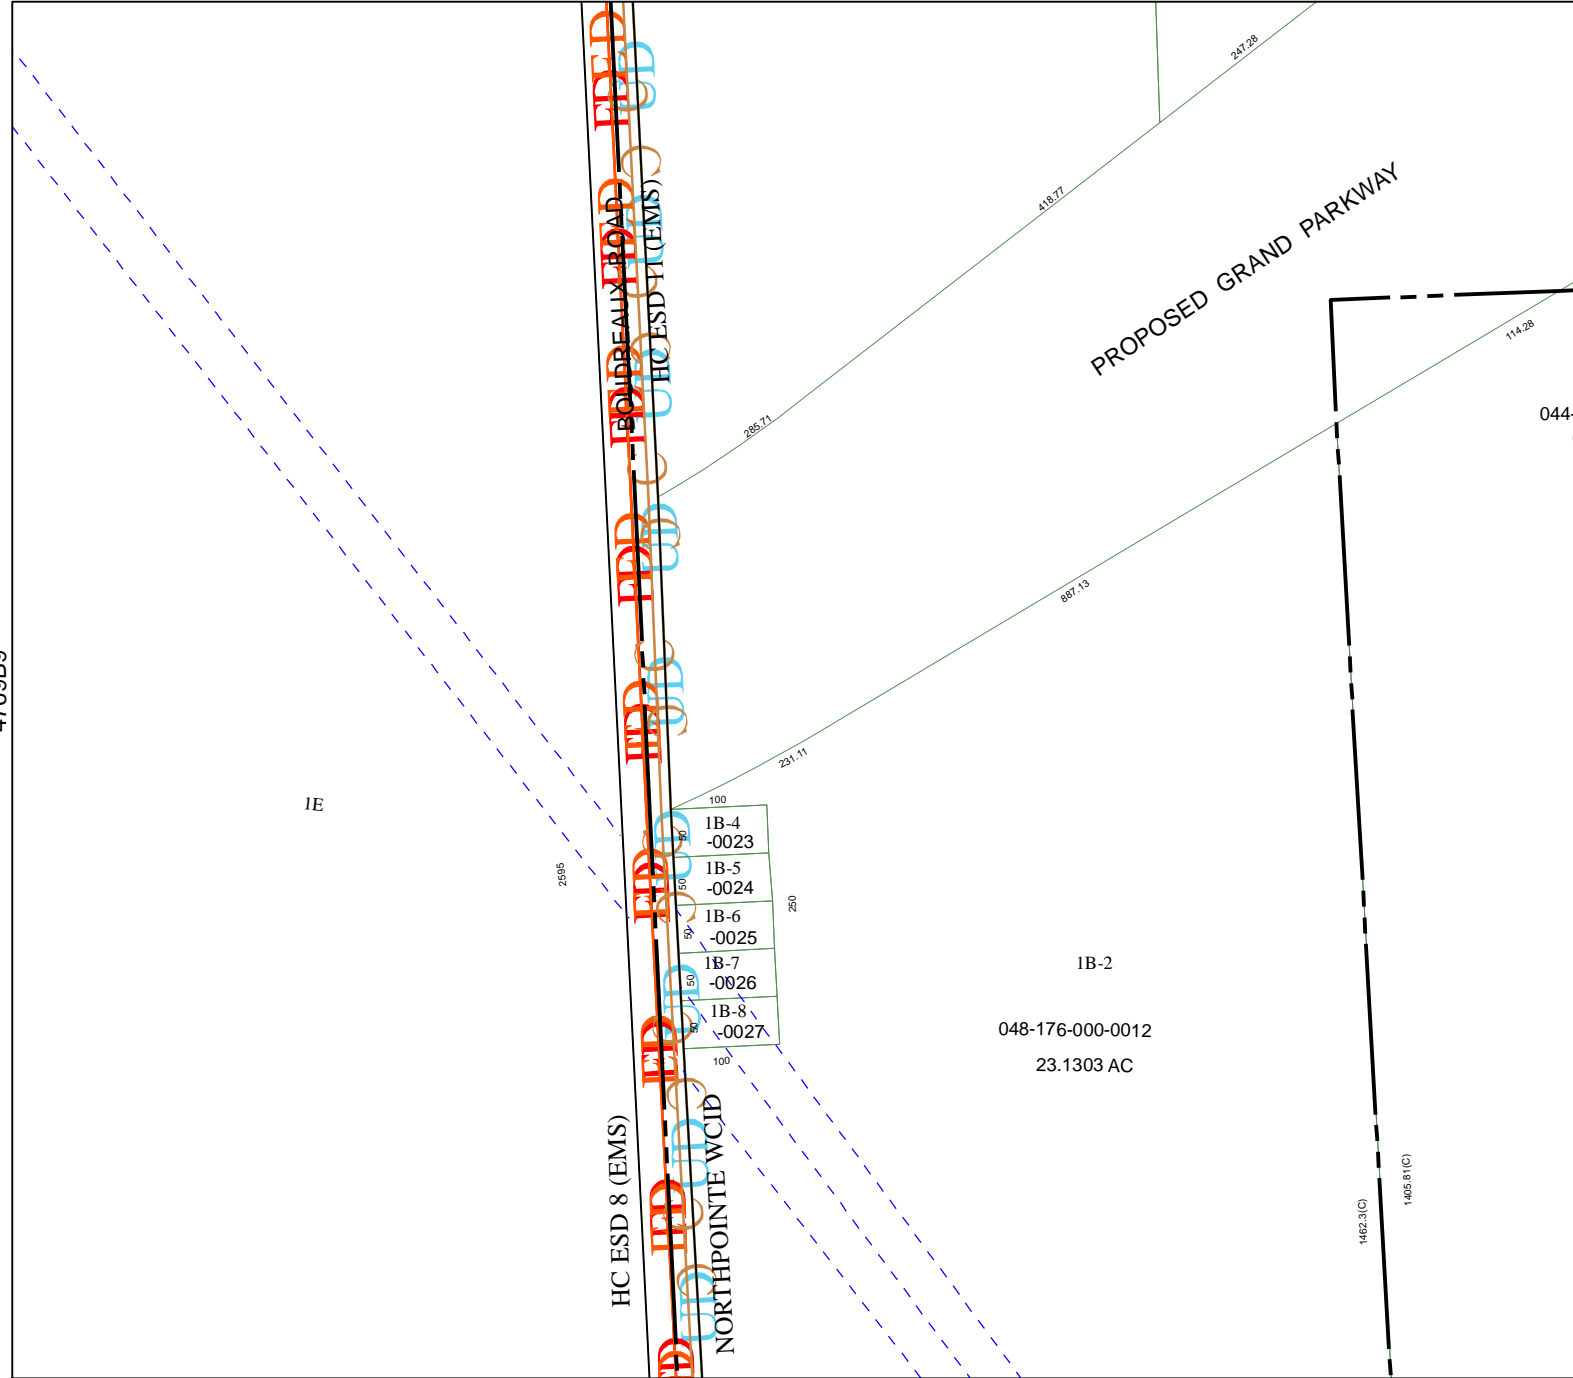 247.28
418.77
PROPOSED GRAND PARKWAY
BOUDREAUX ROAD
HC ESD 11 (EMS)
114.28
044-
285.71
887.13
231.11
1E
2595
100
50
1B-4
-0023
50
1B-5
-0024
250
50
1B-6
-0025
50
1B-7
-0026
50
1B-8
-0027
100
1B-2
048-176-000-0012
23.1303 AC
HC ESD 8 (EMS)
NORTHPOINTE WCID
1462.3(C)
1405.81(C)